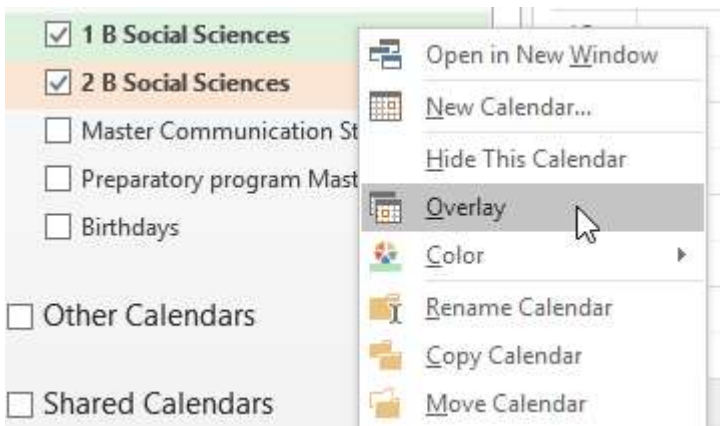 1 B Social Sciences
2 B Social Sciences
Master Communication St
Preparatory program Mast
Birthdays
Other Calendars
Shared Calendars
Open in New Window
New Calendar...
Hide This Calendar
Overlay
Color
Rename Calendar
Copy Calendar
Move Calendar